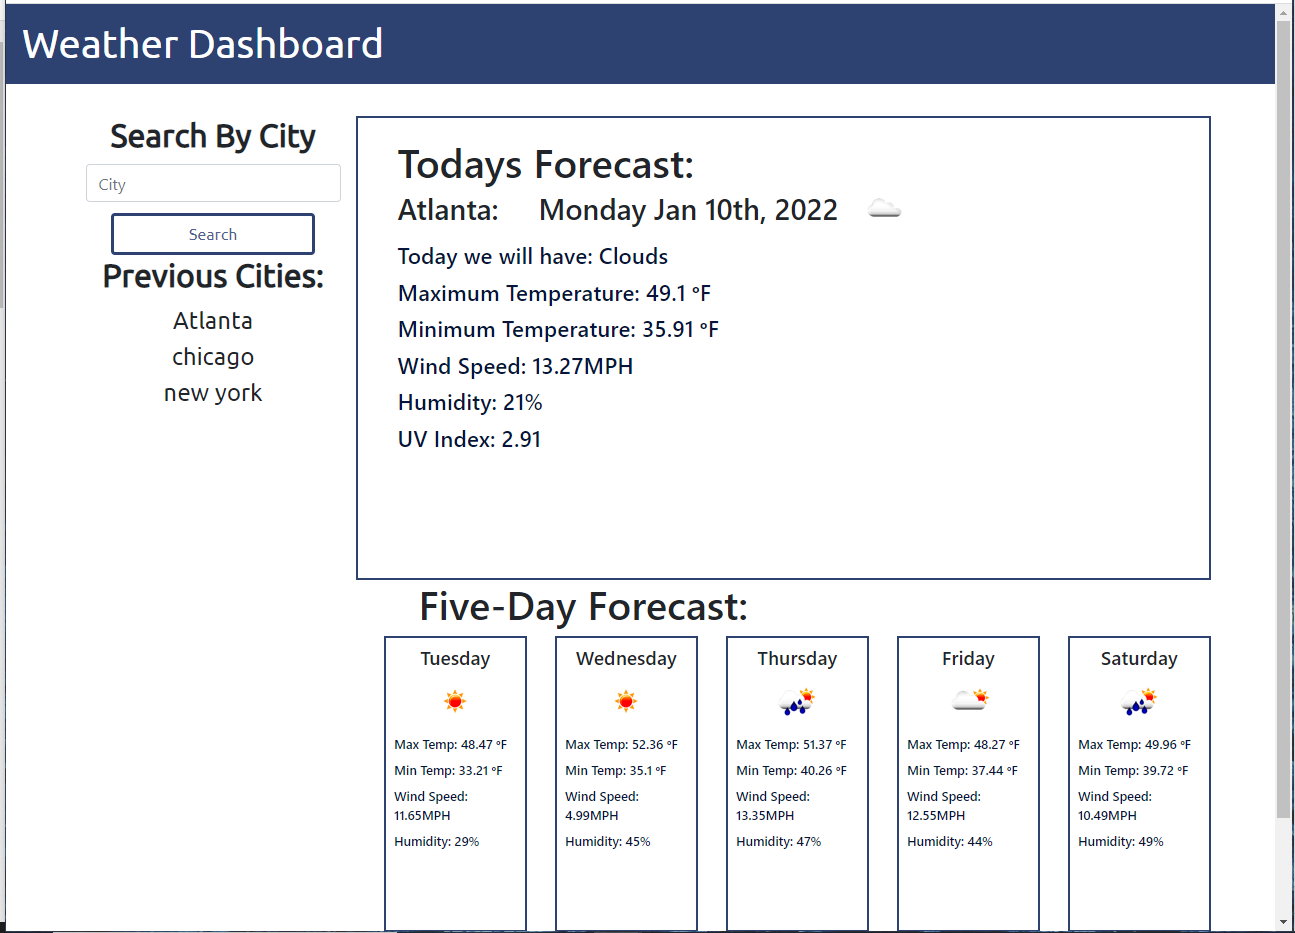 Weather Dashboard
Search By City
City
Search
Previous Cities:
Atlanta
chicago
new york
Todays Forecast:
Atlanta: Monday Jan 10th, 2022
Today we will have: Clouds
Maximum Temperature: 49.1 °F
Minimum Temperature: 35.91 °F
Wind Speed: 13.27MPH
Humidity: 21%
UV Index: 2.91
Five-Day Forecast:
Tuesday
Max Temp: 48.47 °F
Min Temp: 33.21 °F
Wind Speed:
11.65MPH
Humidity: 29%
Wednesday
Max Temp: 52.36 °F
Min Temp: 35.1 °F
Wind Speed:
4.99MPH
Humidity: 45%
Thursday
Max Temp: 51.37 °F
Min Temp: 40.26 °F
Wind Speed:
13.35MPH
Humidity: 47%
Friday
Max Temp: 48.27 °F
Min Temp: 37.44 °F
Wind Speed:
12.55MPH
Humidity: 44%
Saturday
Max Temp: 49.96 °F
Min Temp: 39.72 °F
Wind Speed:
10.49MPH
Humidity: 49%